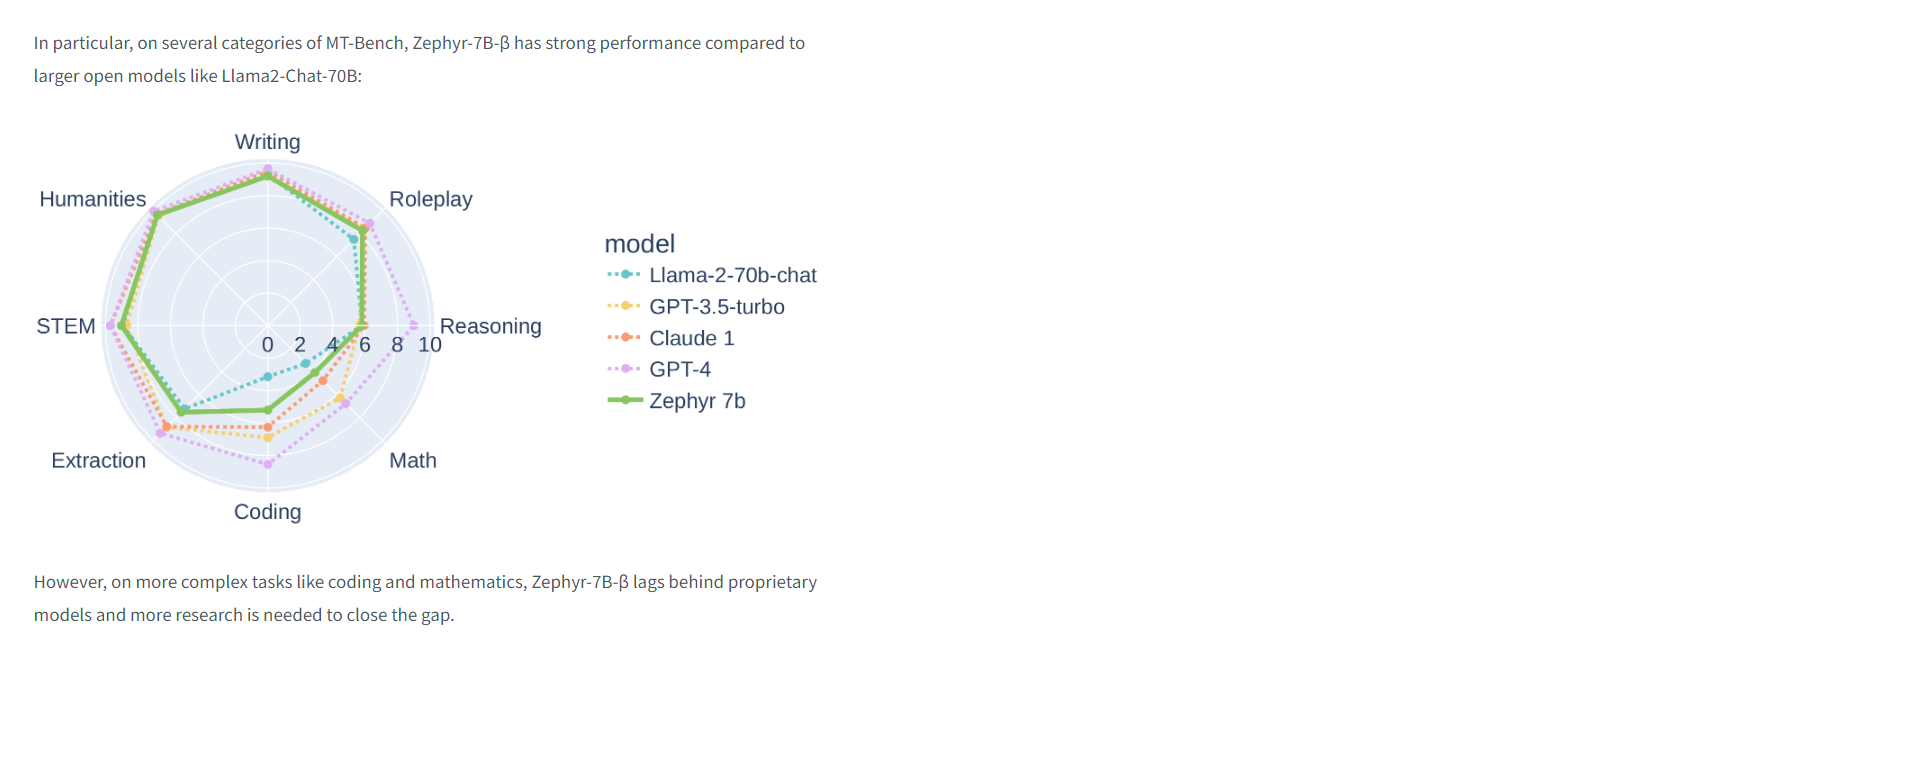 In particular, on several categories of MT-Bench, Zephyr-7B-β has strong performance compared to
larger open models like Llama2-Chat-70B:
Writing
Humanities
Roleplay
model
Llama-2-70b-chat
GPT-3.5-turbo
STEM
Reasoning
0 2 4 6 8 10
Claude 1
GPT-4
Zephyr 7b
Extraction
Math
Coding
However, on more complex tasks like coding and mathematics, Zephyr-7B-β lags behind proprietary
models and more research is needed to close the gap.